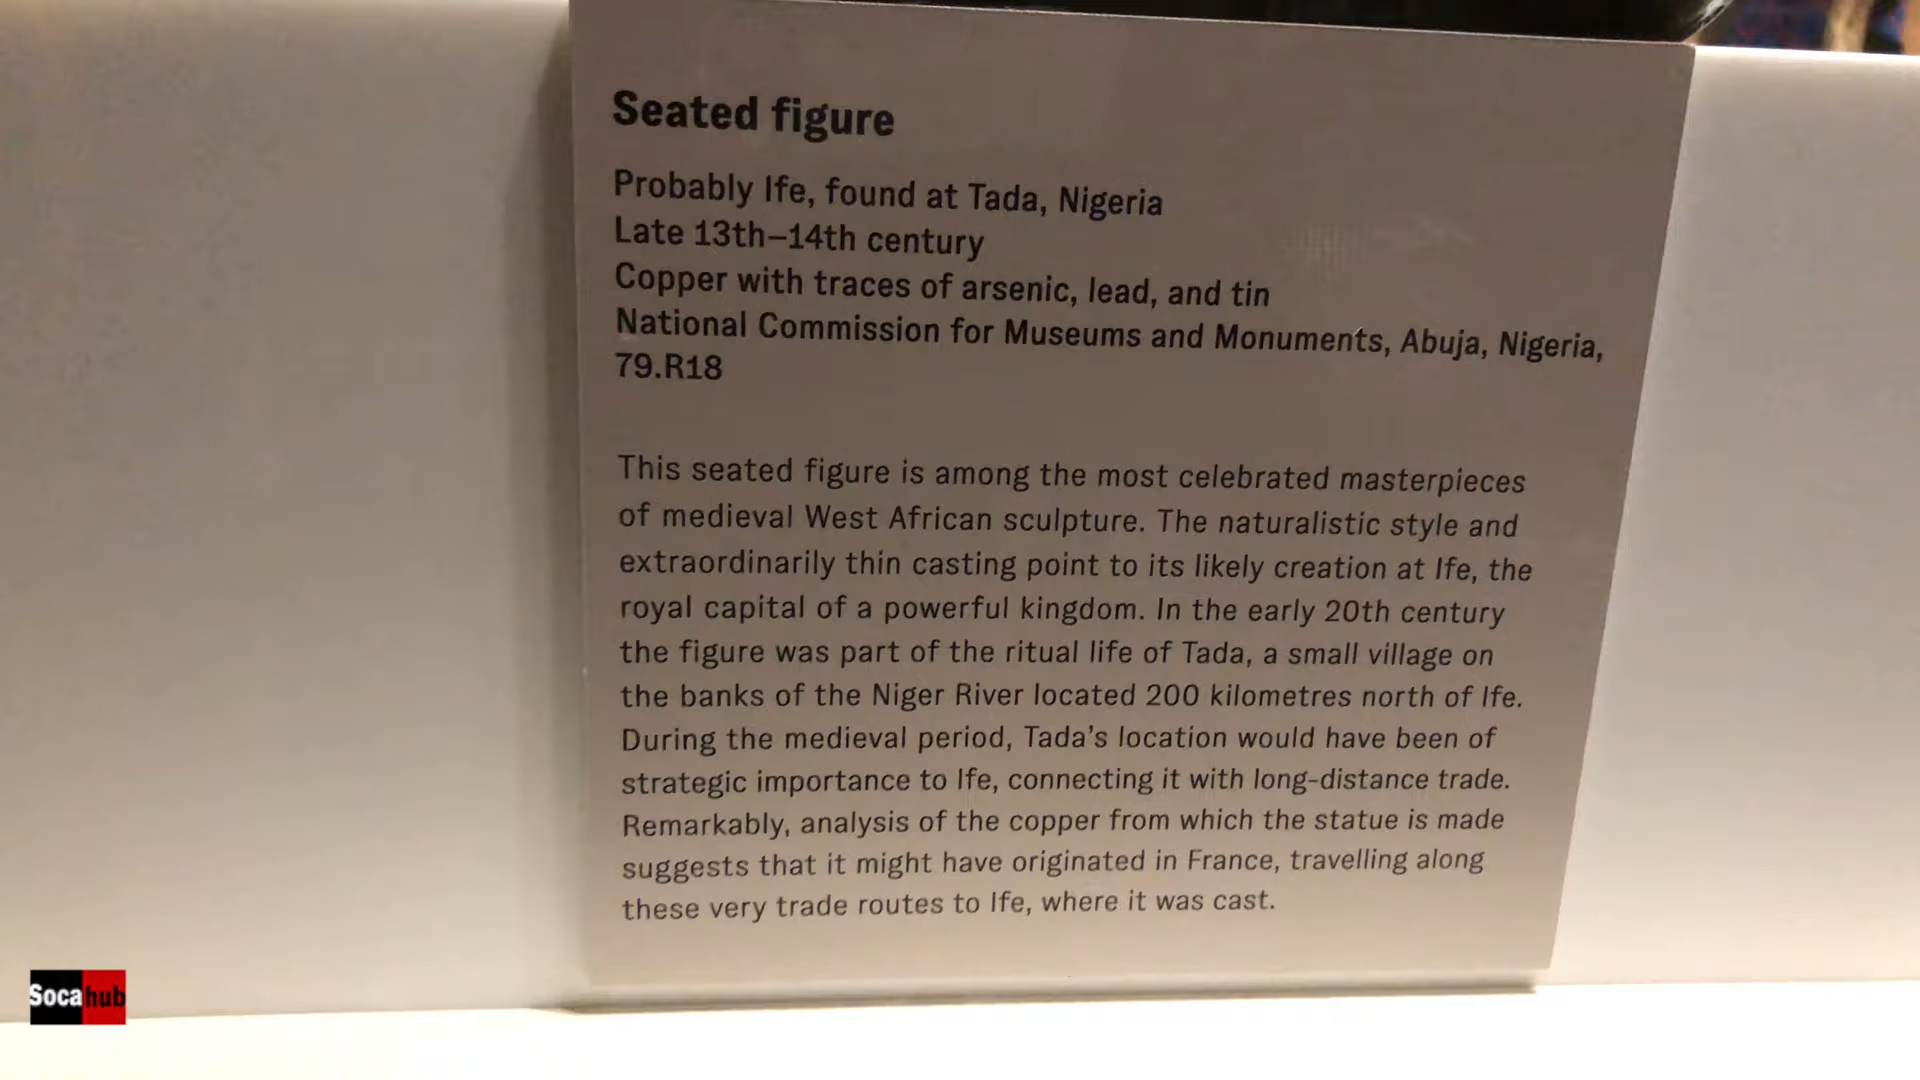 Seated figure
Probably Ife, found at Tada, Nigeria
Late 13th–14th century
Copper with traces of arsenic, lead, and tin
National Commission for Museums and Monuments, Abuja, Nigeria,
79.R18
This seated figure is among the most celebrated masterpieces
of medieval West African sculpture. The naturalistic style and
extraordinarily thin casting point to its likely creation at Ife, the
royal capital of a powerful kingdom. In the early 20th century
the figure was part of the ritual life of Tada, a small village on
the banks of the Niger River located 200 kilometres north of Ife.
During the medieval period, Tada's location would have been of
strategic importance to Ife, connecting it with long-distance trade.
Remarkably, analysis of the copper from which the statue is made
suggests that it might have originated in France, travelling along
these very trade routes to Ife, where it was cast.
Socahub